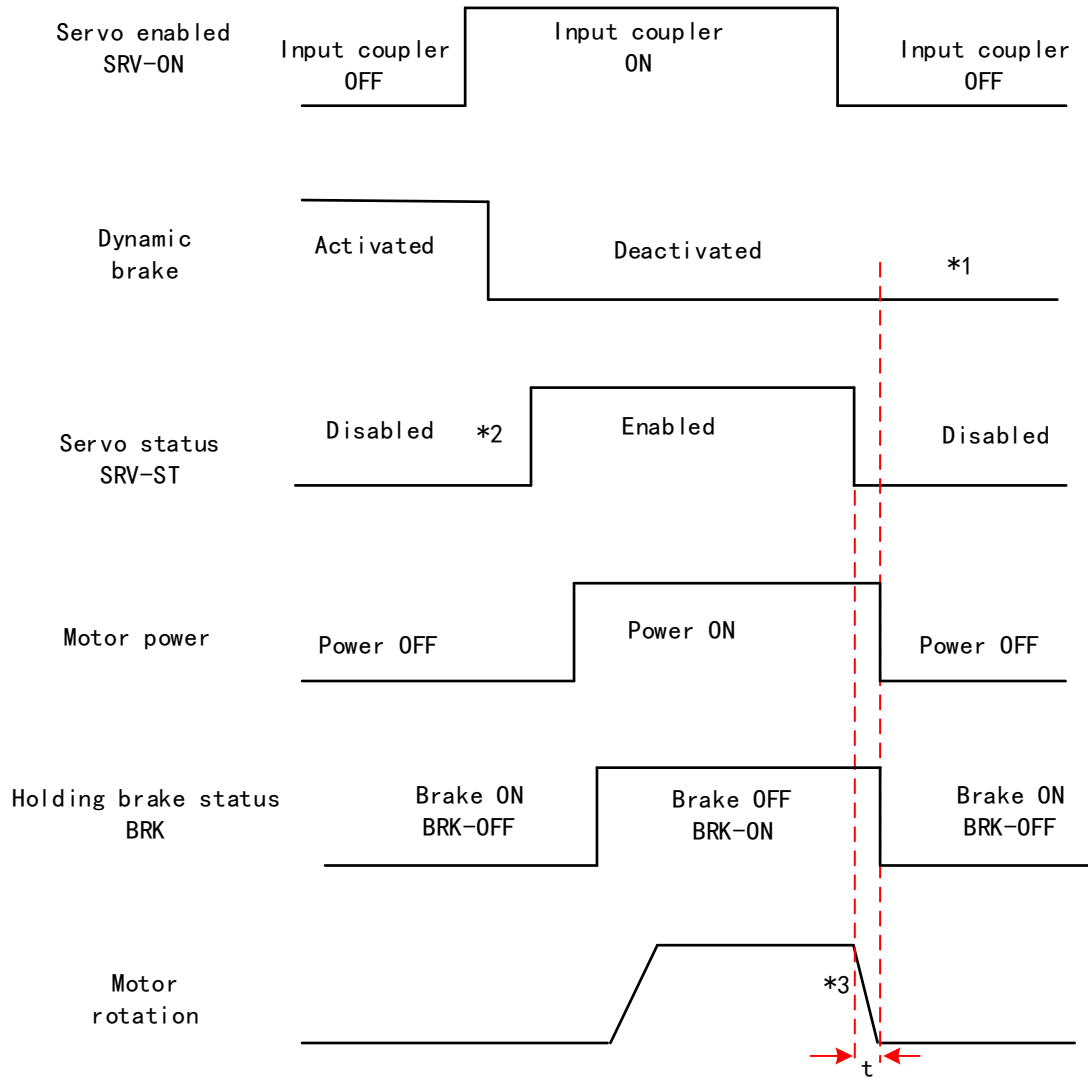 Servo enabled
SRV-ON
Input coupler
OFF
Input coupler
ON
Input coupler
OFF
Dynamic
brake
Activated
Deactivated
*1
Servo status
SRV-ST
Disabled
*2
Enabled
Disabled
Motor power
Power OFF
Power ON
Power OFF
Holding brake status
BRK
Brake ON
BRK-OFF
Brake OFF
BRK-ON
Brake ON
BRK-OFF
Motor
rotation
*3
t